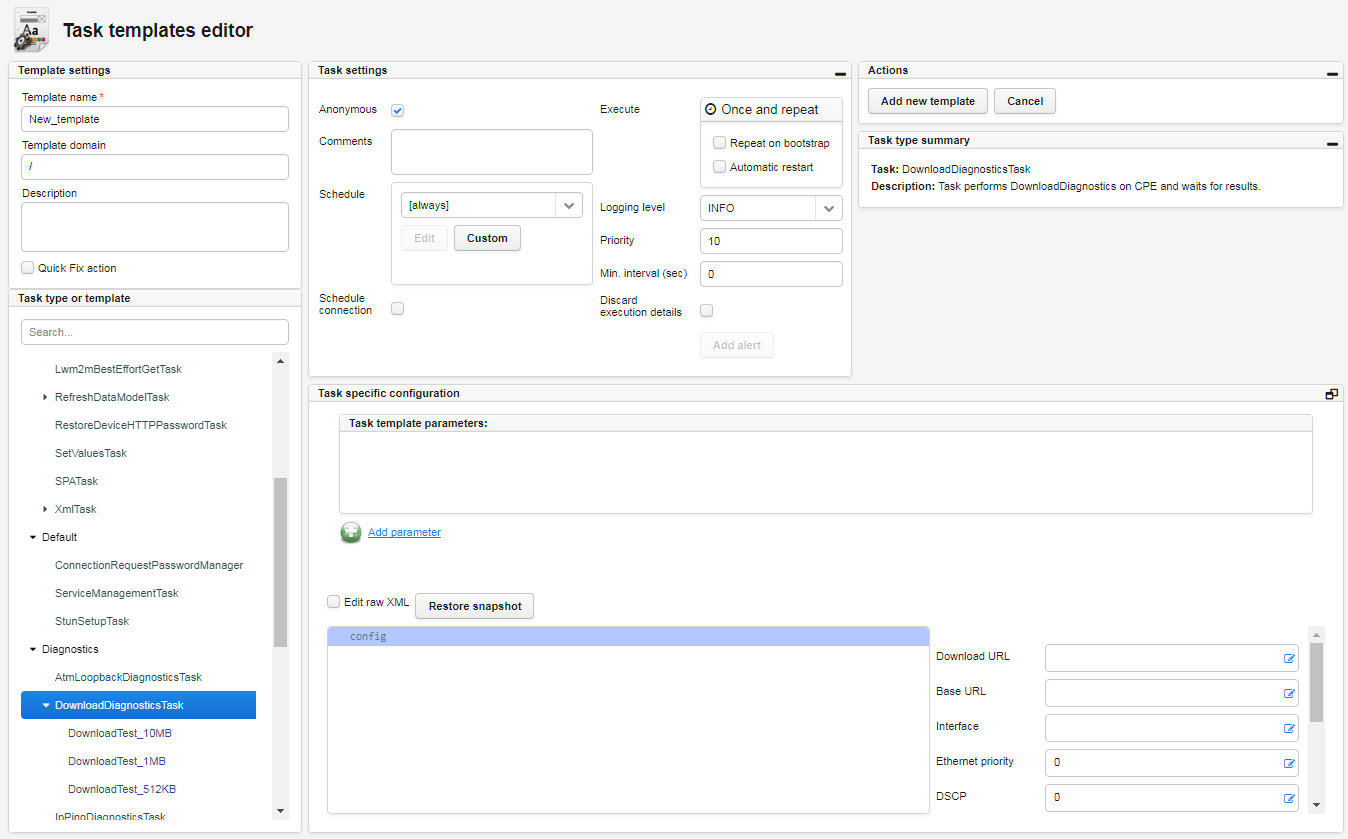 Task templates editor
Template settings
Template name *
New_template
Template domain
/
Description
Quick Fix action
Task type or template
Search...
Lwm2mBestEffortGetTask
RefreshDataModelTask
RestoreDeviceHTTPPasswordTask
SetValuesTask
SPATask
XmlTask
Default
ConnectionRequestPasswordManager
ServiceManagementTask
StunSetupTask
Diagnostics
AtmLoopbackDiagnosticsTask
DownloadDiagnosticsTask
DownloadTest_10MB
DownloadTest_1MB
DownloadTest_512KB
IpPingDiagnosticsTask
Task settings
Anonymous
Comments
Schedule
[always]
Edit
Custom
Schedule
connection
Execute
Once and repeat
Repeat on bootstrap
Automatic restart
Logging level
INFO
Priority
10
Min. interval (sec)
0
Discard
execution details
Add alert
Actions
Add new template
Cancel
Task type summary
Task: DownloadDiagnosticsTask
Description: Task performs DownloadDiagnostics on CPE and waits for results.
Task specific configuration
Task template parameters:
Add parameter
Edit raw XML
Restore snapshot
config
Download URL
Base URL
Interface
Ethernet priority
0
DSCP
0